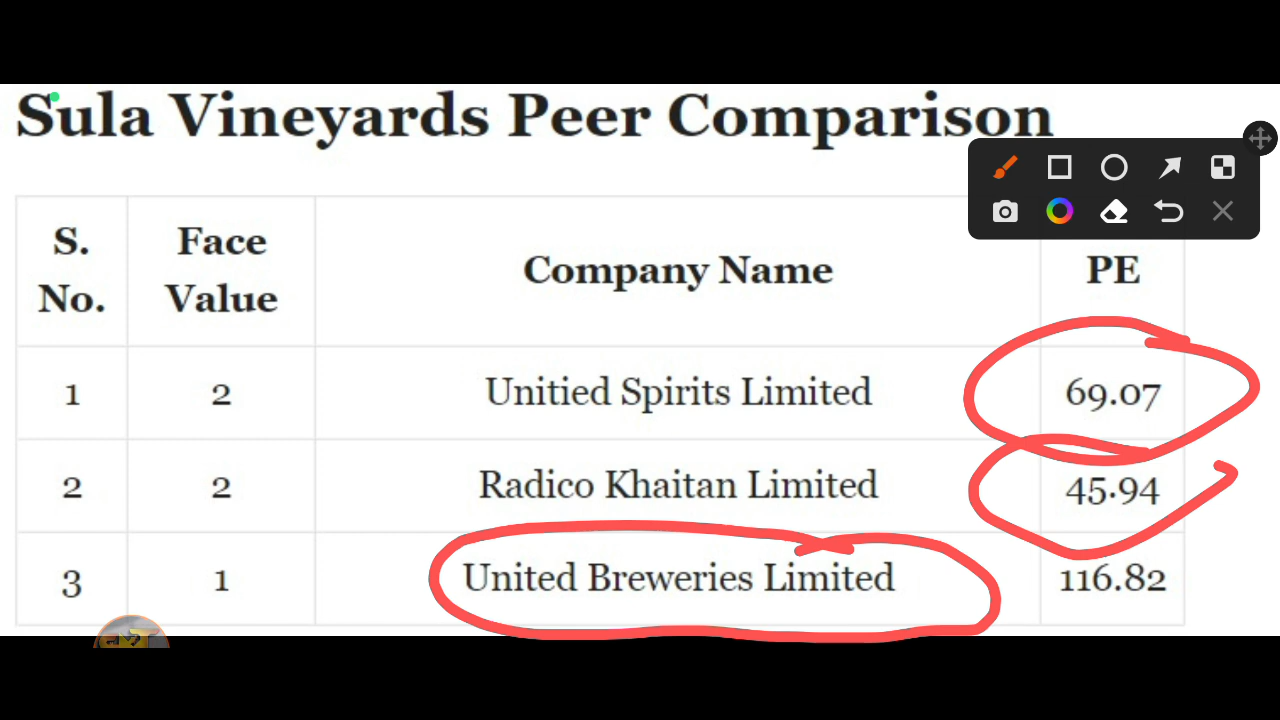 Sula Vineyards Peer Comparison
S. No. Face Value Company Name PE
1 2 Unitied Spirits Limited 69.07
2 2 Radico Khaitan Limited 45.94
3 1 United Breweries Limited 116.82